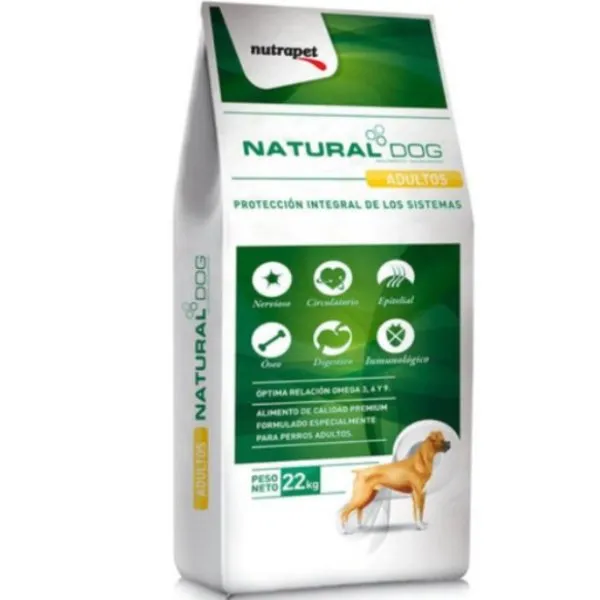 nutrapet
NATURAL DOG
ADULTOS
PROTECCIÓN INTEGRAL DE LOS SISTEMAS
Nervioso
Circulatorio
Epitelial
Óseo
Digestivo
Inmunológico
ÓPTIMA RELACIÓN OMEGA 3, 6 Y 9.
ALIMENTO DE CALIDAD PREMIUM
FORMULADO ESPECIALMENTE
PARA PERROS ADULTOS.
PESO
NETO
22kg
NATURAL DOG
ADULTOS